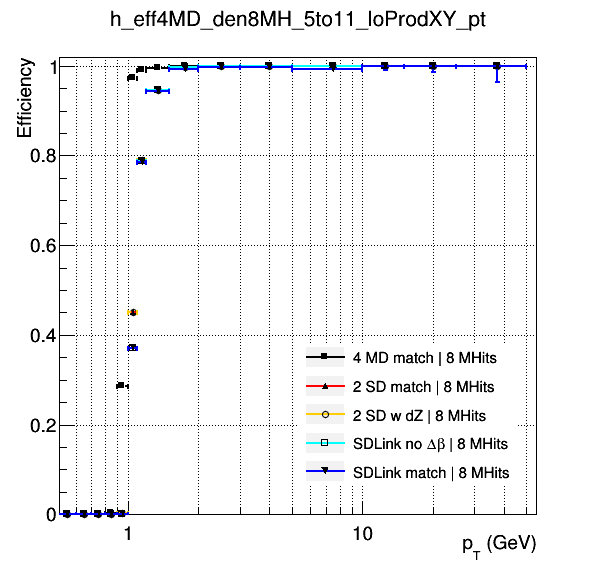 h_eff4MD_den8MH_5to11_loProdXY_pt
Efficiency
1
0.8
0.6
0.4
0.2
0
4 MD match | 8 MHits
2 SD match | 8 MHits
2 SD w dZ | 8 MHits
SDLink no Δβ | 8 MHits
SDLink match | 8 MHits
1
10
p_T (GeV)